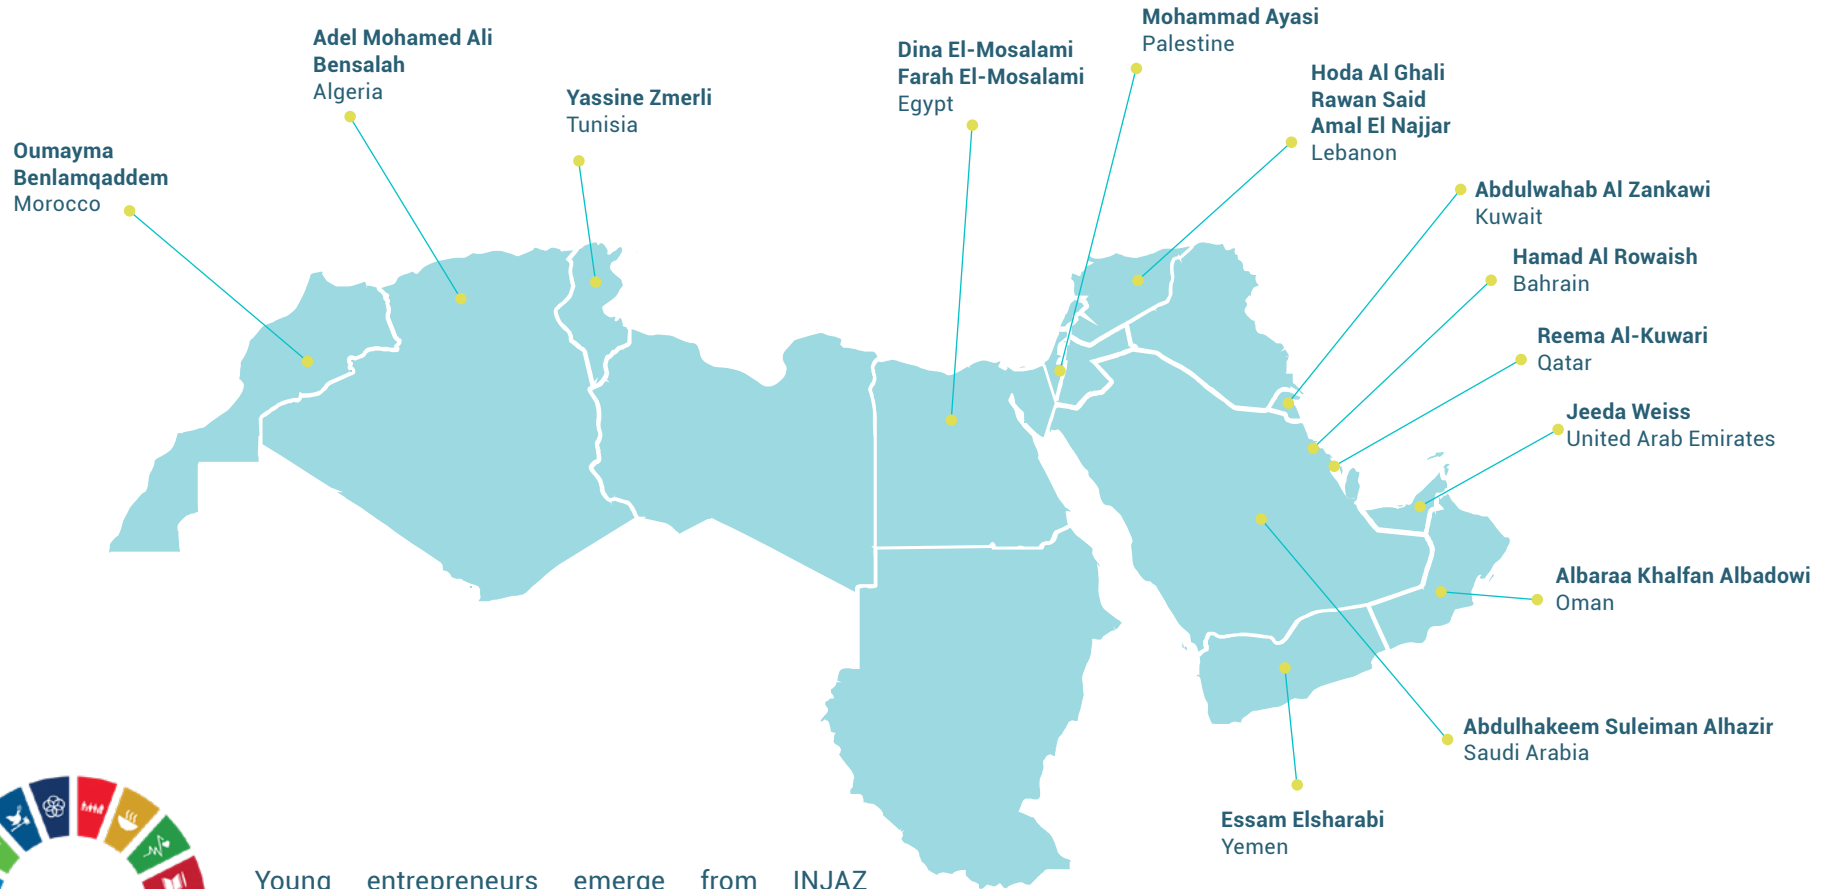 Mohammad Ayasi
Palestine
Adel Mohamed Ali
Bensalah
Algeria
Dina El-Mosalami
Farah El-Mosalami
Egypt
Hoda Al Ghali
Rawan Said
Amal El Najjar
Lebanon
Yassine Zmerli
Tunisia
Oumayma
Benlamqaddem
Morocco
Abdulwahab Al Zankawi
Kuwait
Hamad Al Rowaish
Bahrain
Reema Al-Kuwari
Qatar
Jeeda Weiss
United Arab Emirates
Albaraa Khalfan Albadowi
Oman
Abdulhakeem Suleiman Alhazir
Saudi Arabia
Essam Elsharabi
Yemen
Young entrepreneurs emerge from INJAZ